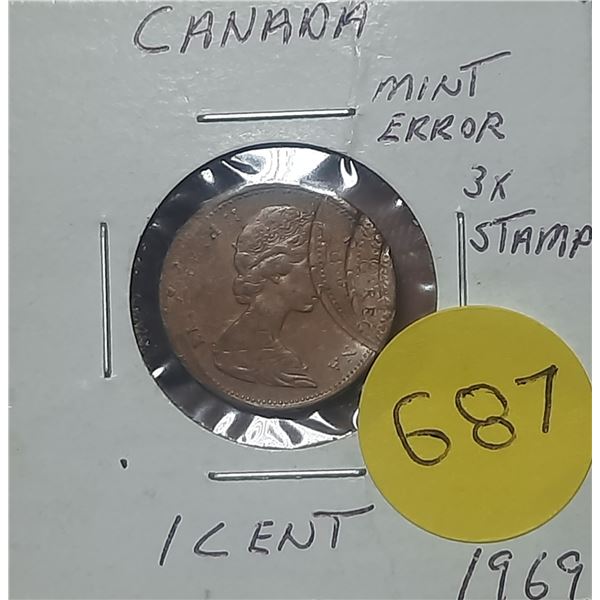 CANADA
MINT
ERROR
3X
STAMP
687
1 CENT
1969